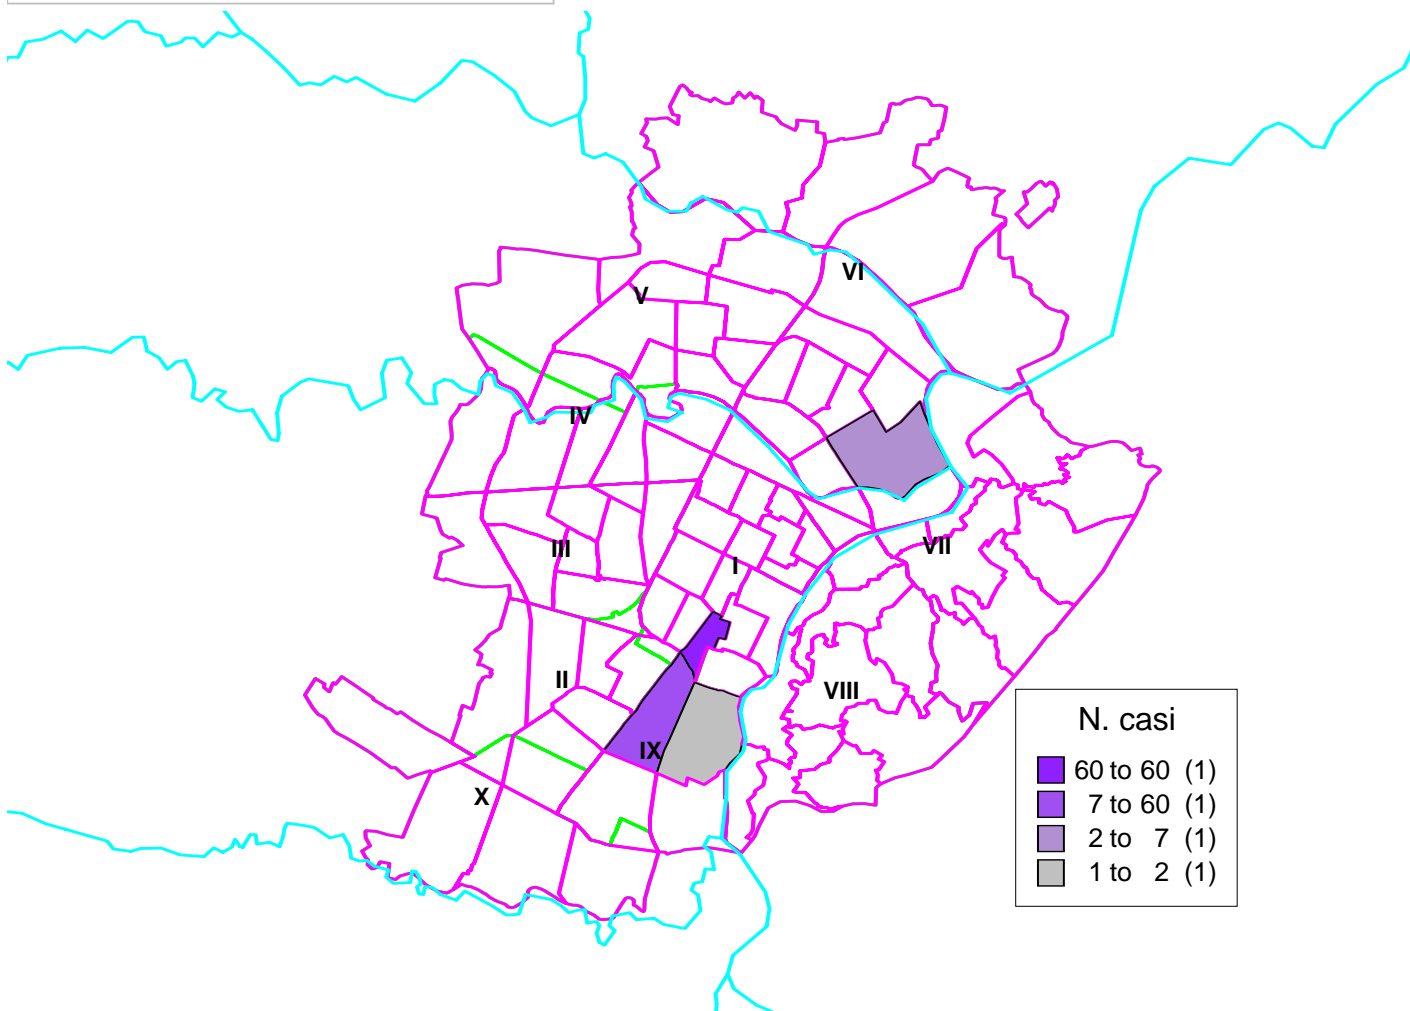 VI
V
IV
III
VII
I
II
VIII
IX
X
N. casi
60 to 60 (1)
7 to 60 (1)
2 to 7 (1)
1 to 2 (1)